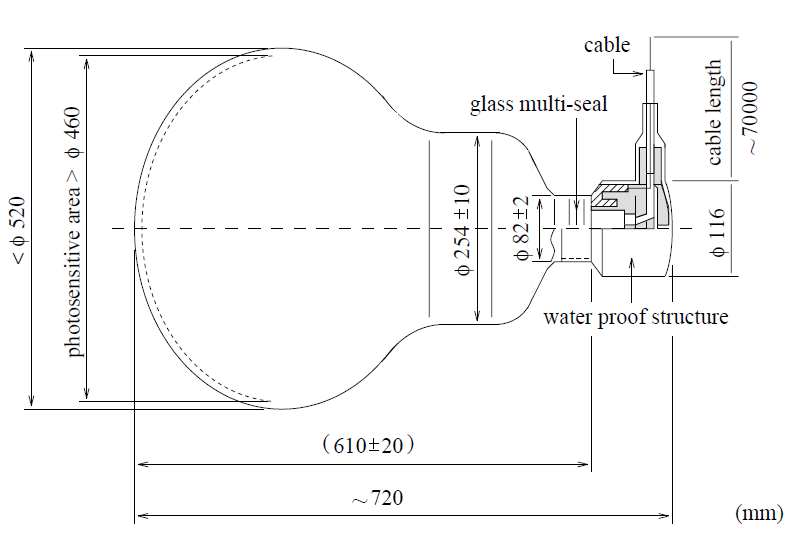 cable
glass multi-seal
cable length
~70000
< ϕ 520
photosensitive area > ϕ 460
ϕ 254 ±10
ϕ 82±2
ϕ 116
water proof structure
(610±20)
~720
(mm)